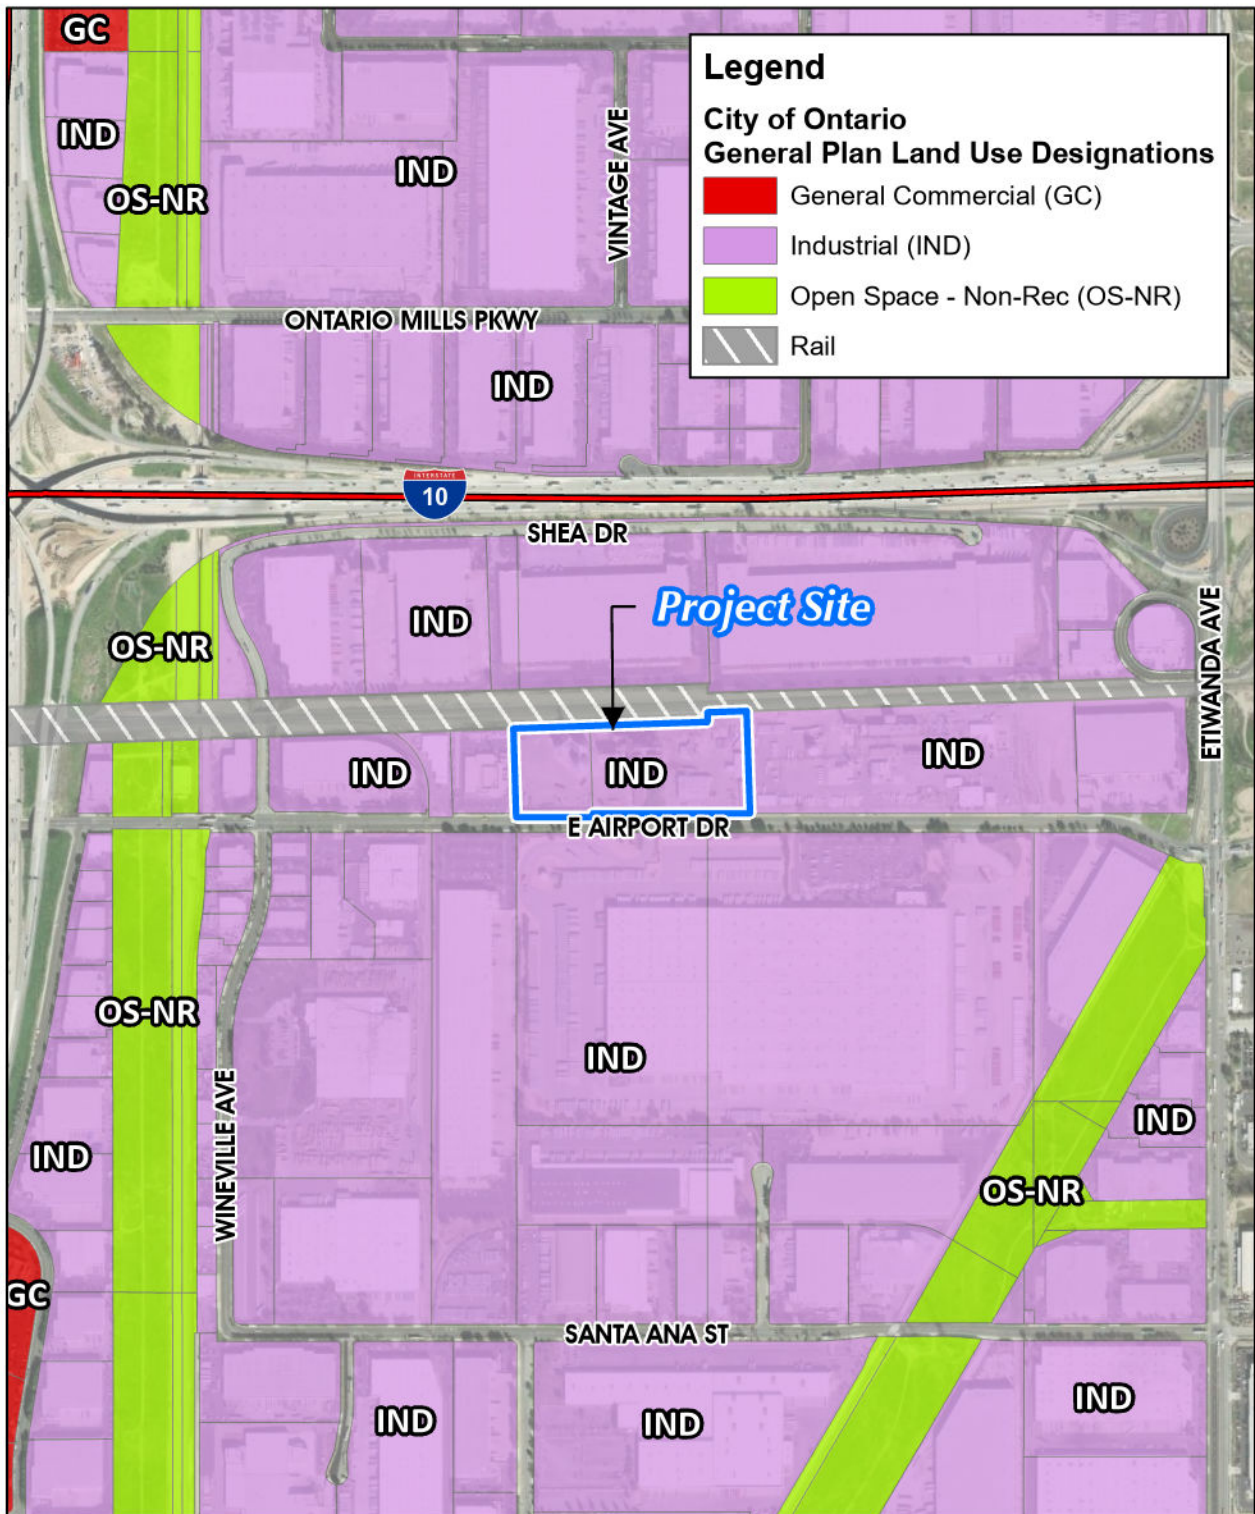 GC
Legend
City of Ontario
General Plan Land Use Designations
General Commercial (GC)
Industrial (IND)
Open Space - Non-Rec (OS-NR)
Rail
IND
IND
OS-NR
VINTAGE AVE
ONTARIO MILLS PKWY
IND
INTERSTATE
10
SHEA DR
Project Site
IND
OS-NR
ETIWANDA AVE
IND
IND
IND
E AIRPORT DR
OS-NR
IND
IND
IND
WINEVILLE AVE
OS-NR
GC
SANTA ANA ST
IND
IND
IND